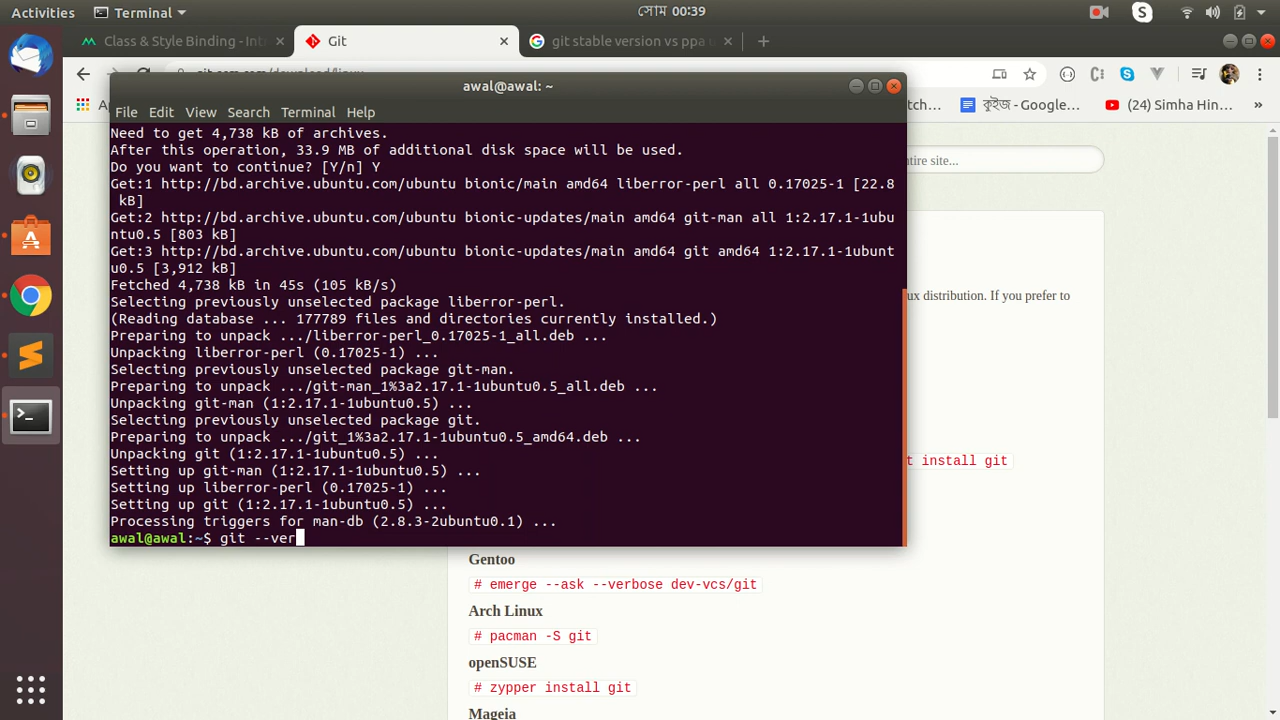 Activities
Terminal
সোম 00:39
Class & Style Binding - Int
Git
git stable version vs ppa u
awal@awal: ~
File Edit View Search Terminal Help
কুইজ - Google...
(24) Simha Hin...
Need to get 4,738 kB of archives.
After this operation, 33.9 MB of additional disk space will be used.
Do you want to continue? [Y/n] Y
Get:1 http://bd.archive.ubuntu.com/ubuntu bionic/main amd64 liberror-perl all 0.17025-1 [22.8
kB]
Get:2 http://bd.archive.ubuntu.com/ubuntu bionic-updates/main amd64 git-man all 1:2.17.1-1ubu
ntu0.5 [803 kB]
Get:3 http://bd.archive.ubuntu.com/ubuntu bionic-updates/main amd64 git amd64 1:2.17.1-1ubunt
u0.5 [3,912 kB]
Fetched 4,738 kB in 45s (105 kB/s)
Selecting previously unselected package liberror-perl.
(Reading database ... 177789 files and directories currently installed.)
Preparing to unpack .../liberror-perl_0.17025-1_all.deb ...
Unpacking liberror-perl (0.17025-1) ...
Selecting previously unselected package git-man.
Preparing to unpack .../git-man_1%3a2.17.1-1ubuntu0.5_all.deb ...
Unpacking git-man (1:2.17.1-1ubuntu0.5) ...
Selecting previously unselected package git.
Preparing to unpack .../git_1%3a2.17.1-1ubuntu0.5_amd64.deb ...
Unpacking git (1:2.17.1-1ubuntu0.5) ...
Setting up git-man (1:2.17.1-1ubuntu0.5) ...
Setting up liberror-perl (0.17025-1) ...
Setting up git (1:2.17.1-1ubuntu0.5) ...
Processing triggers for man-db (2.8.3-2ubuntu0.1) ...
awal@awal:~$ git --ver
ntire site...
ux distribution. If you prefer to
t install git
Gentoo
# emerge --ask --verbose dev-vcs/git
Arch Linux
# pacman -S git
openSUSE
# zypper install git
Mageia